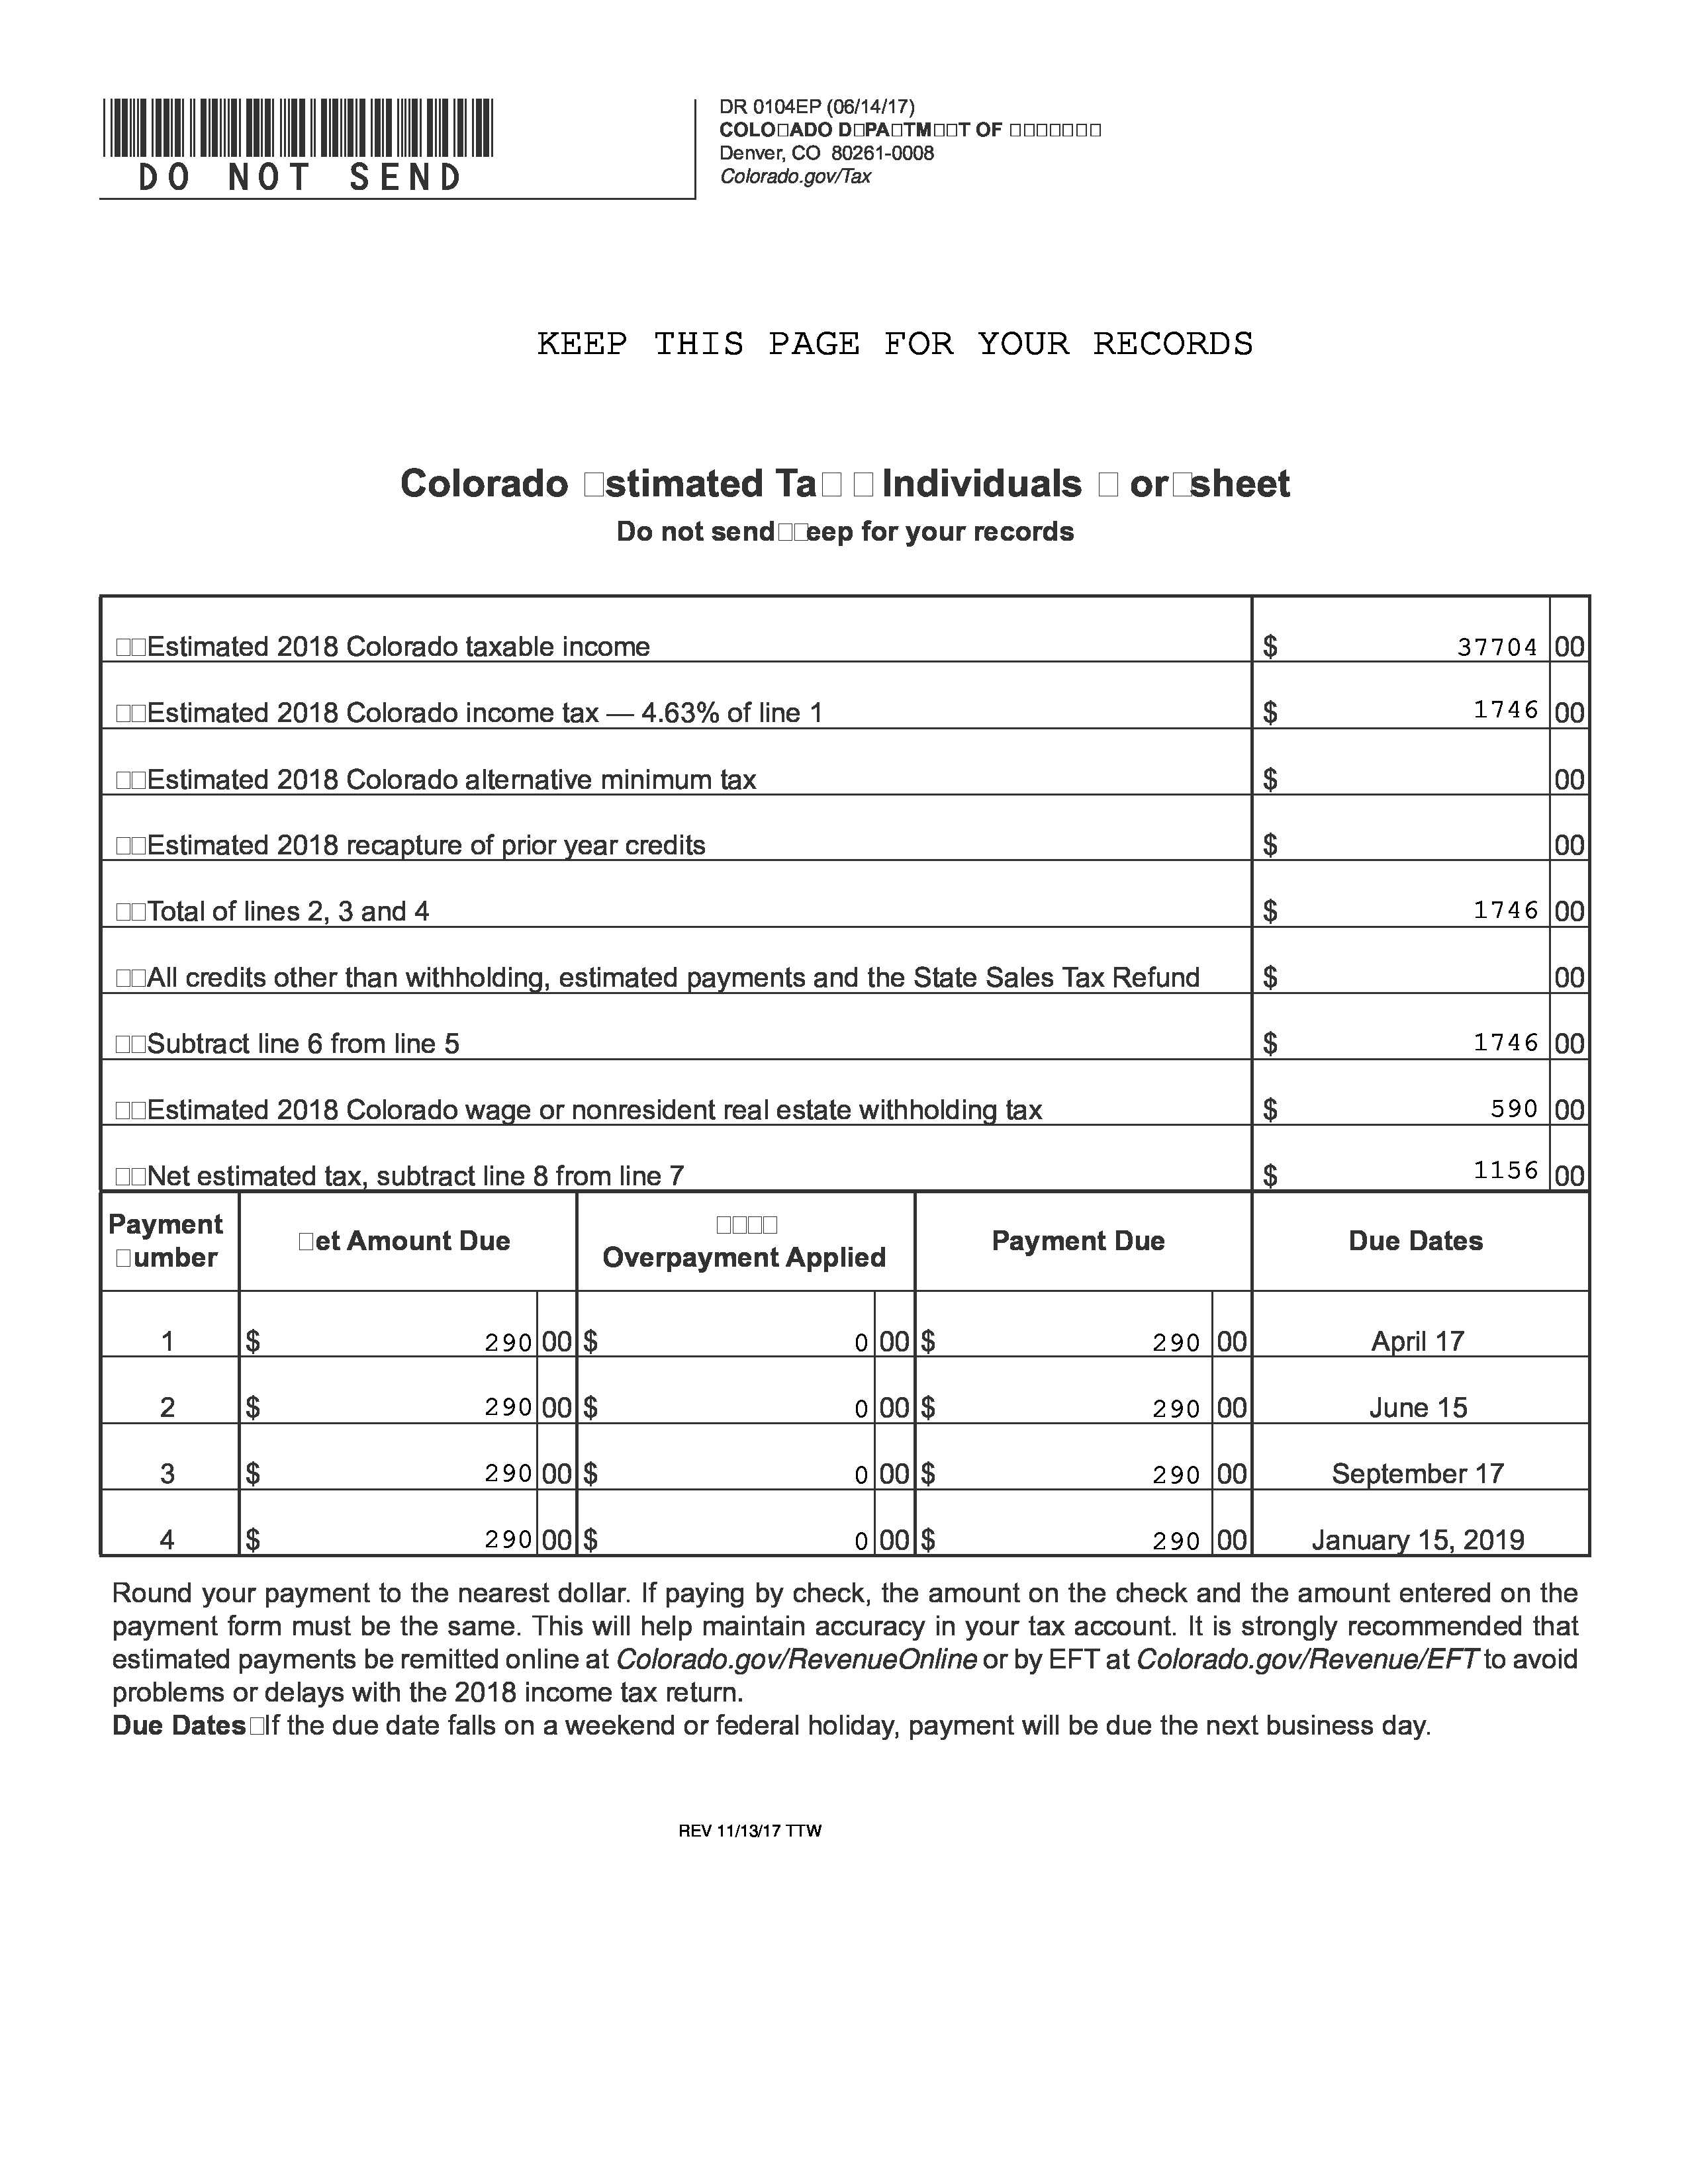 DO NOT SEND
DR 0104EP (06/14/17)
COLO□ADO D□PA□TM□□T OF □□□□□□□
Denver, CO 80261-0008
Colorado.gov/Tax
KEEP THIS PAGE FOR YOUR RECORDS
Colorado □stimated Ta□ □ Individuals □ or□sheet
Do not send□□eep for your records
□□Estimated 2018 Colorado taxable income $ 37704 00
□□Estimated 2018 Colorado income tax — 4.63% of line 1 $ 1746 00
□□Estimated 2018 Colorado alternative minimum tax $ 00
□□Estimated 2018 recapture of prior year credits $ 00
□□Total of lines 2, 3 and 4 $ 1746 00
□□All credits other than withholding, estimated payments and the State Sales Tax Refund $ 00
□□Subtract line 6 from line 5 $ 1746 00
□□Estimated 2018 Colorado wage or nonresident real estate withholding tax $ 590 00
□□Net estimated tax, subtract line 8 from line 7 $ 1156 00
Payment
□umber
□et Amount Due
□□□□
Overpayment Applied
Payment Due
Due Dates
1 $ 290 00 $ 0 00 $ 290 00 April 17
2 $ 290 00 $ 0 00 $ 290 00 June 15
3 $ 290 00 $ 0 00 $ 290 00 September 17
4 $ 290 00 $ 0 00 $ 290 00 January 15, 2019
Round your payment to the nearest dollar. If paying by check, the amount on the check and the amount entered on the
payment form must be the same. This will help maintain accuracy in your tax account. It is strongly recommended that
estimated payments be remitted online at Colorado.gov/RevenueOnline or by EFT at Colorado.gov/Revenue/EFT to avoid
problems or delays with the 2018 income tax return.
Due Dates □If the due date falls on a weekend or federal holiday, payment will be due the next business day.
REV 11/13/17 TTW